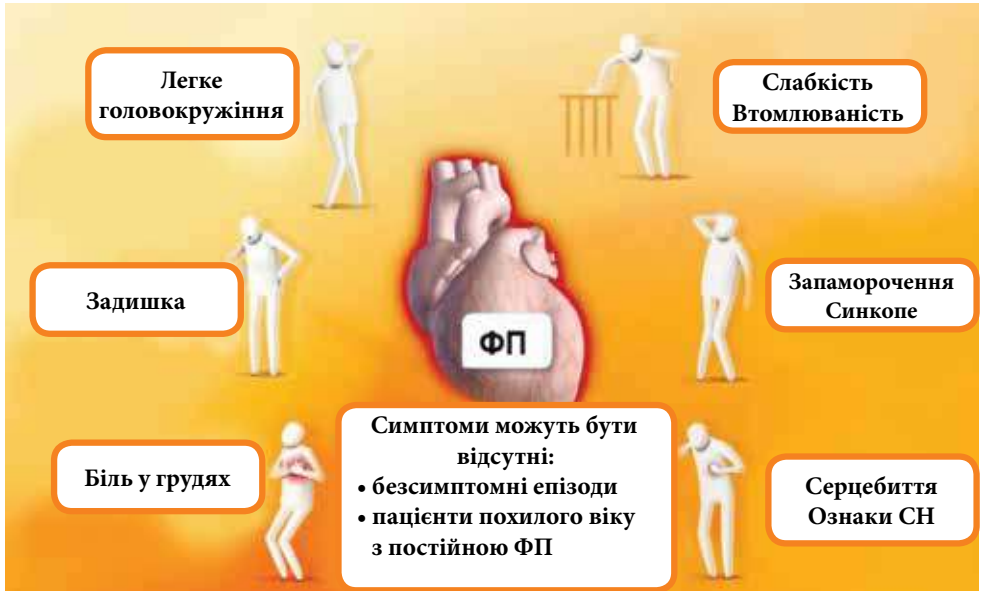 Легке
головокружіння
Слабкість
Втомлюваність
Задишка
ФП
Запаморочення
Синкопе
Біль у грудях
Симптоми можуть бути
відсутні:
• безсимптомні епізоди
• пацієнти похилого віку
з постійною ФП
Серцебиття
Ознаки СН